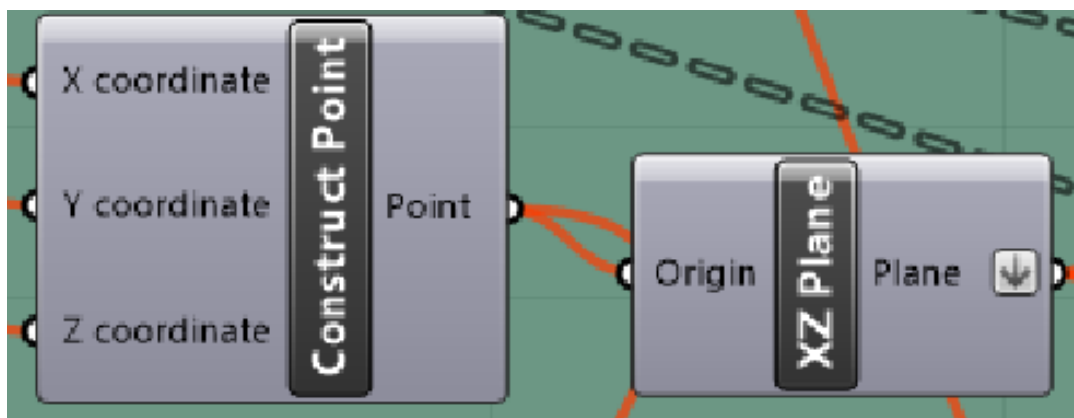 X coordinate
Y coordinate
Z coordinate
Construct Point
Point
Origin
XZ Plane
Plane